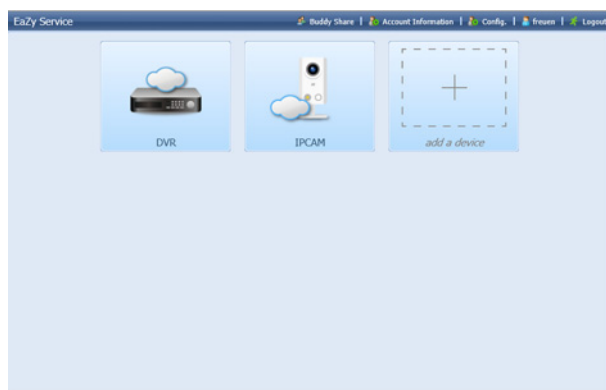 EaZy Service Buddy Share | Account Information | Config. | freuen | Logout
DVR IPCAM add a device